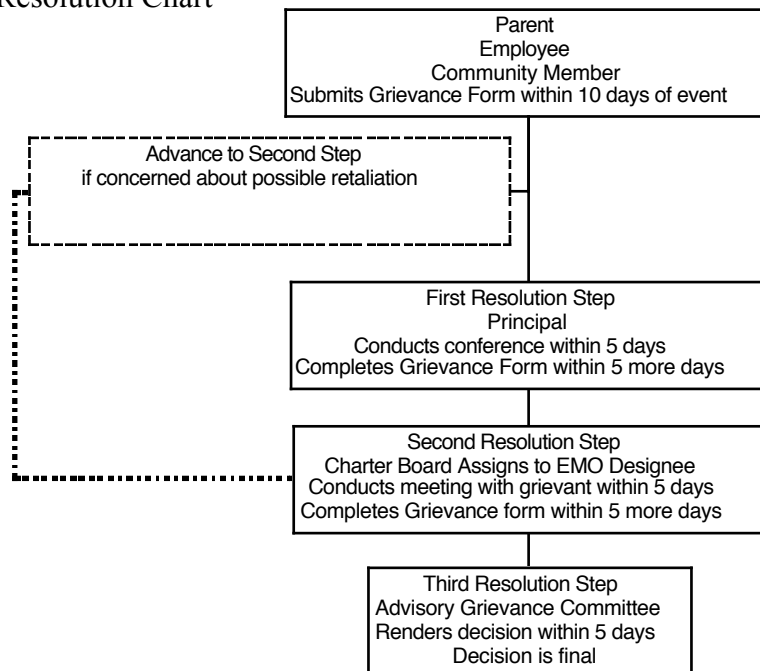 Resolution Chart
Parent
Employee
Community Member
Submits Grievance Form within 10 days of event
Advance to Second Step
if concerned about possible retaliation
First Resolution Step
Principal
Conducts conference within 5 days
Completes Grievance Form within 5 more days
Second Resolution Step
Charter Board Assigns to EMO Designee
Conducts meeting with grievant within 5 days
Completes Grievance form within 5 more days
Third Resolution Step
Advisory Grievance Committee
Renders decision within 5 days
Decision is final